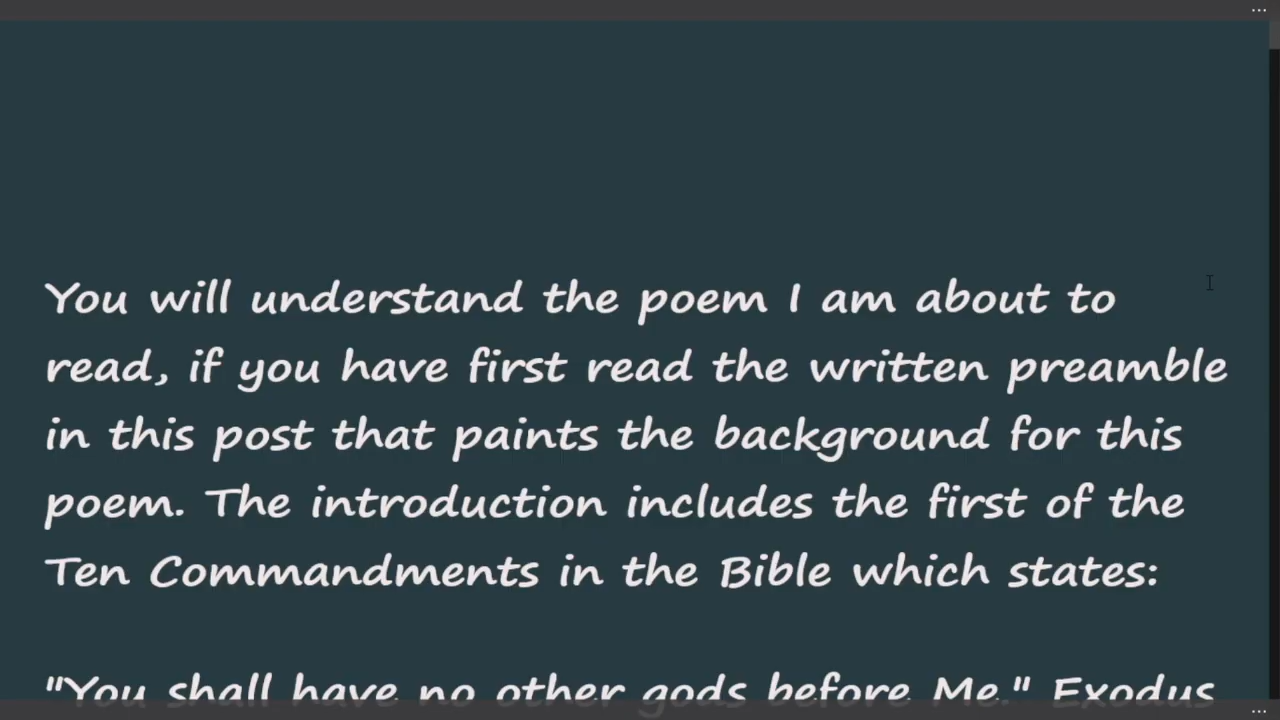 You will understand the poem I am about to
read, if you have first read the written preamble
in this post that paints the background for this
poem. The introduction includes the first of the
Ten Commandments in the Bible which states:
"You shall have no other gods before Me." Exodus